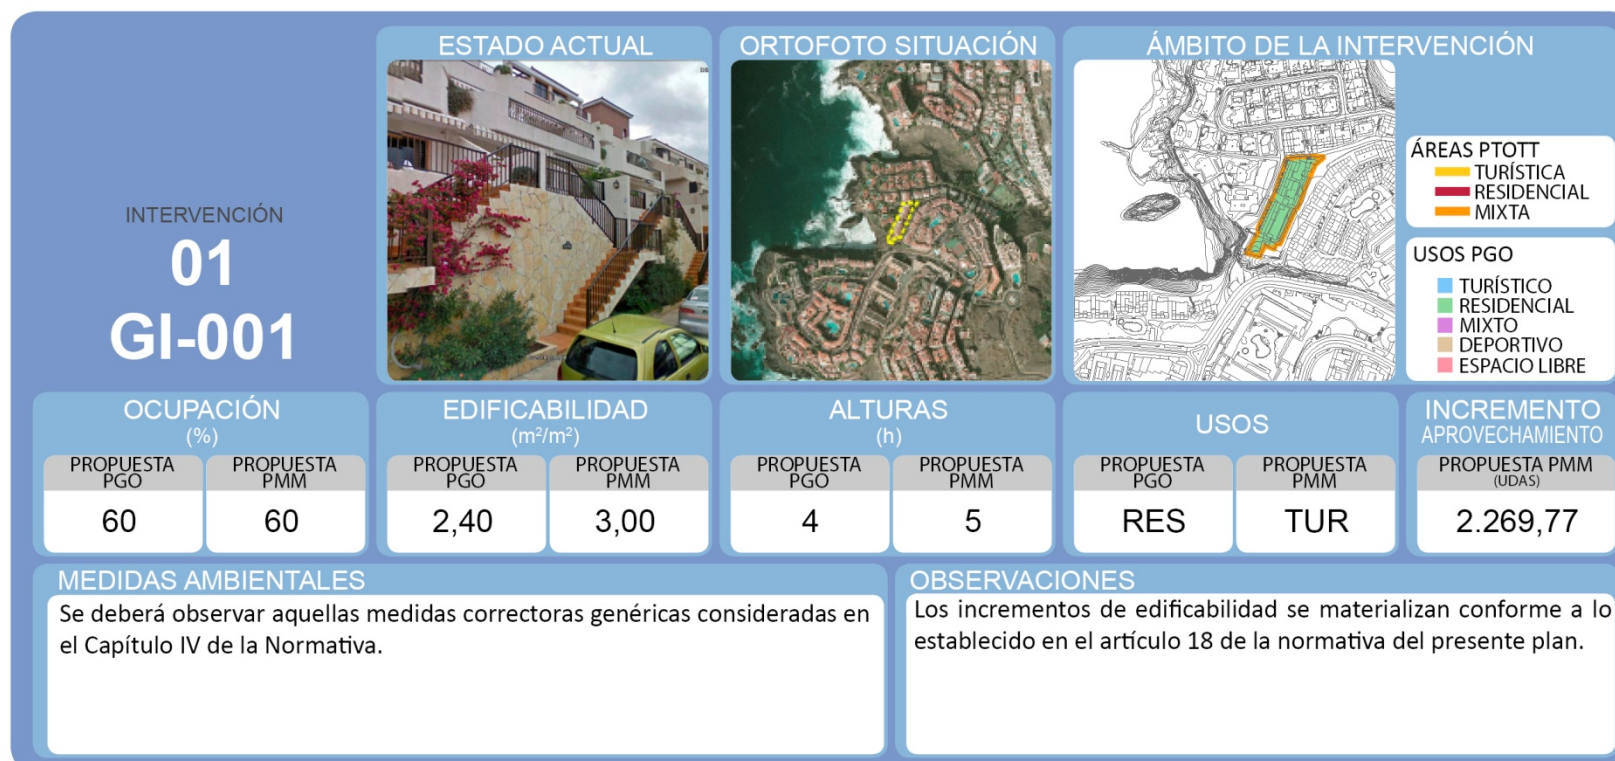 INTERVENCIÓN
01
GI-001
ESTADO ACTUAL
ORTOFOTO SITUACIÓN
ÁMBITO DE LA INTERVENCIÓN
ÁREAS PTOTT
TURÍSTICA
RESIDENCIAL
MIXTA
USOS PGO
TURÍSTICO
RESIDENCIAL
MIXTO
DEPORTIVO
ESPACIO LIBRE
OCUPACIÓN
(%)
PROPUESTA PGO
PROPUESTA PMM
60
60
EDIFICABILIDAD
(m²/m²)
PROPUESTA PGO
PROPUESTA PMM
2,40
3,00
ALTURAS
(h)
PROPUESTA PGO
PROPUESTA PMM
4
5
USOS
PROPUESTA PGO
PROPUESTA PMM
RES
TUR
INCREMENTO
APROVECHAMIENTO
PROPUESTA PMM
(UDAS)
2.269,77
MEDIDAS AMBIENTALES
Se deberá observar aquellas medidas correctoras genéricas consideradas en
el Capítulo IV de la Normativa.
OBSERVACIONES
Los incrementos de edificabilidad se materializan conforme a lo
establecido en el artículo 18 de la normativa del presente plan.